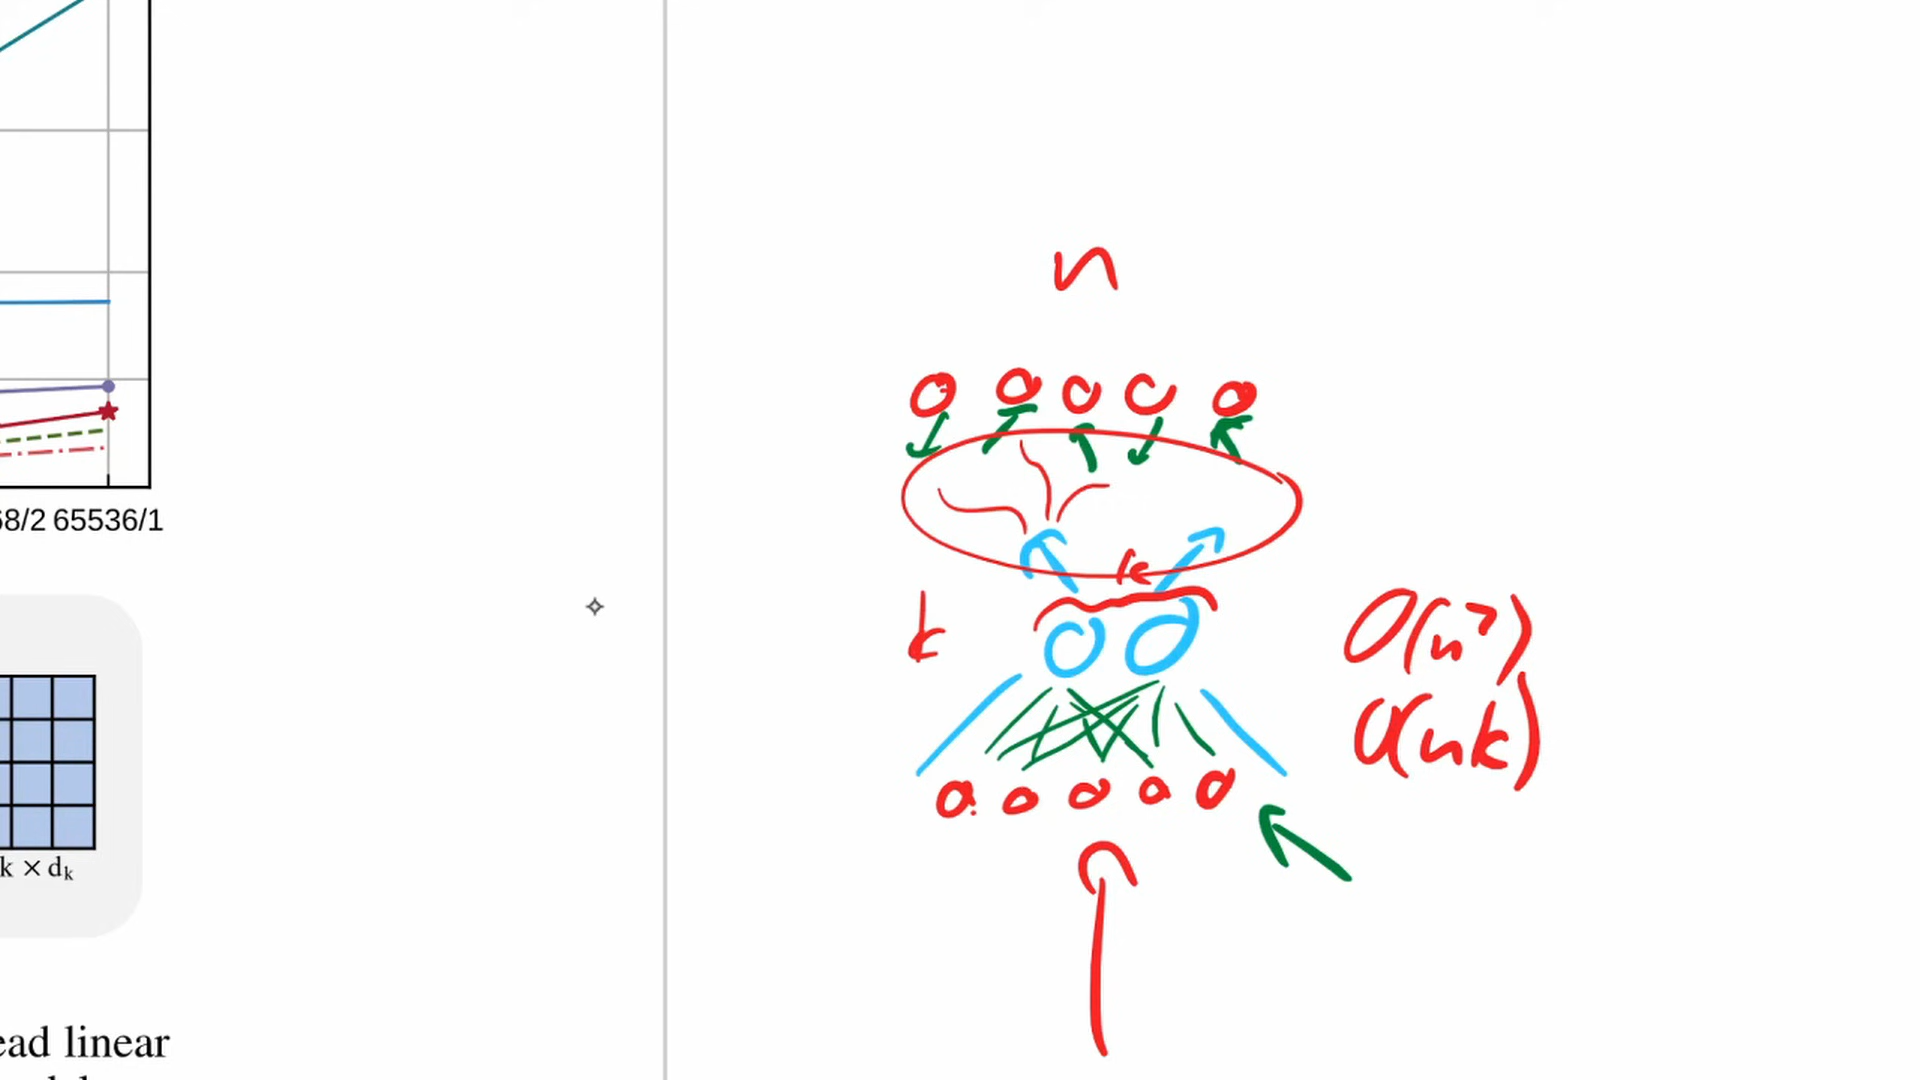 n
68/2 65536/1
k
k
O(n²)
O(nk)
k × dₖ
ead linear